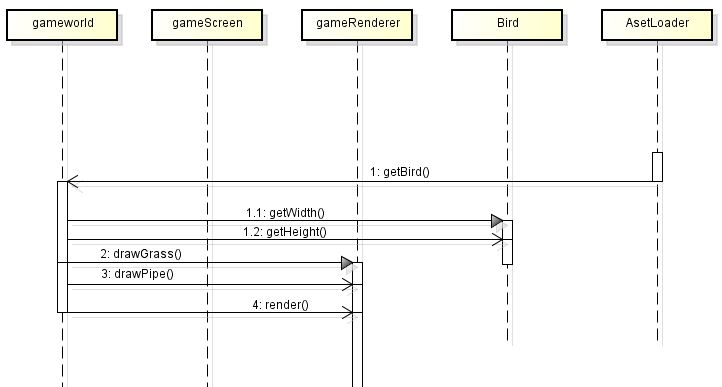 gameworld
gameScreen
gameRenderer
Bird
AsetLoader
1: getBird()
1.1: getWidth()
1.2: getHeight()
2: drawGrass()
3: drawPipe()
4: render()